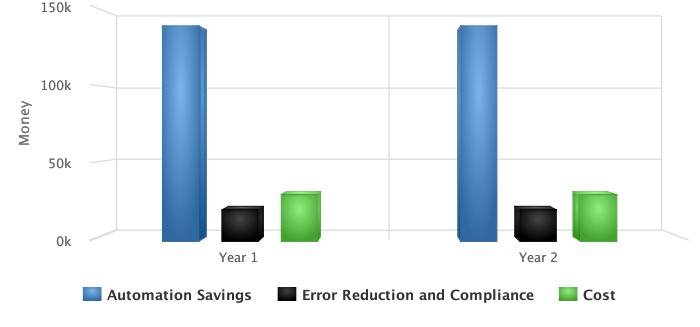 150k
100k
50k
0k
Money
Year 1
Year 2
Automation Savings
Error Reduction and Compliance
Cost